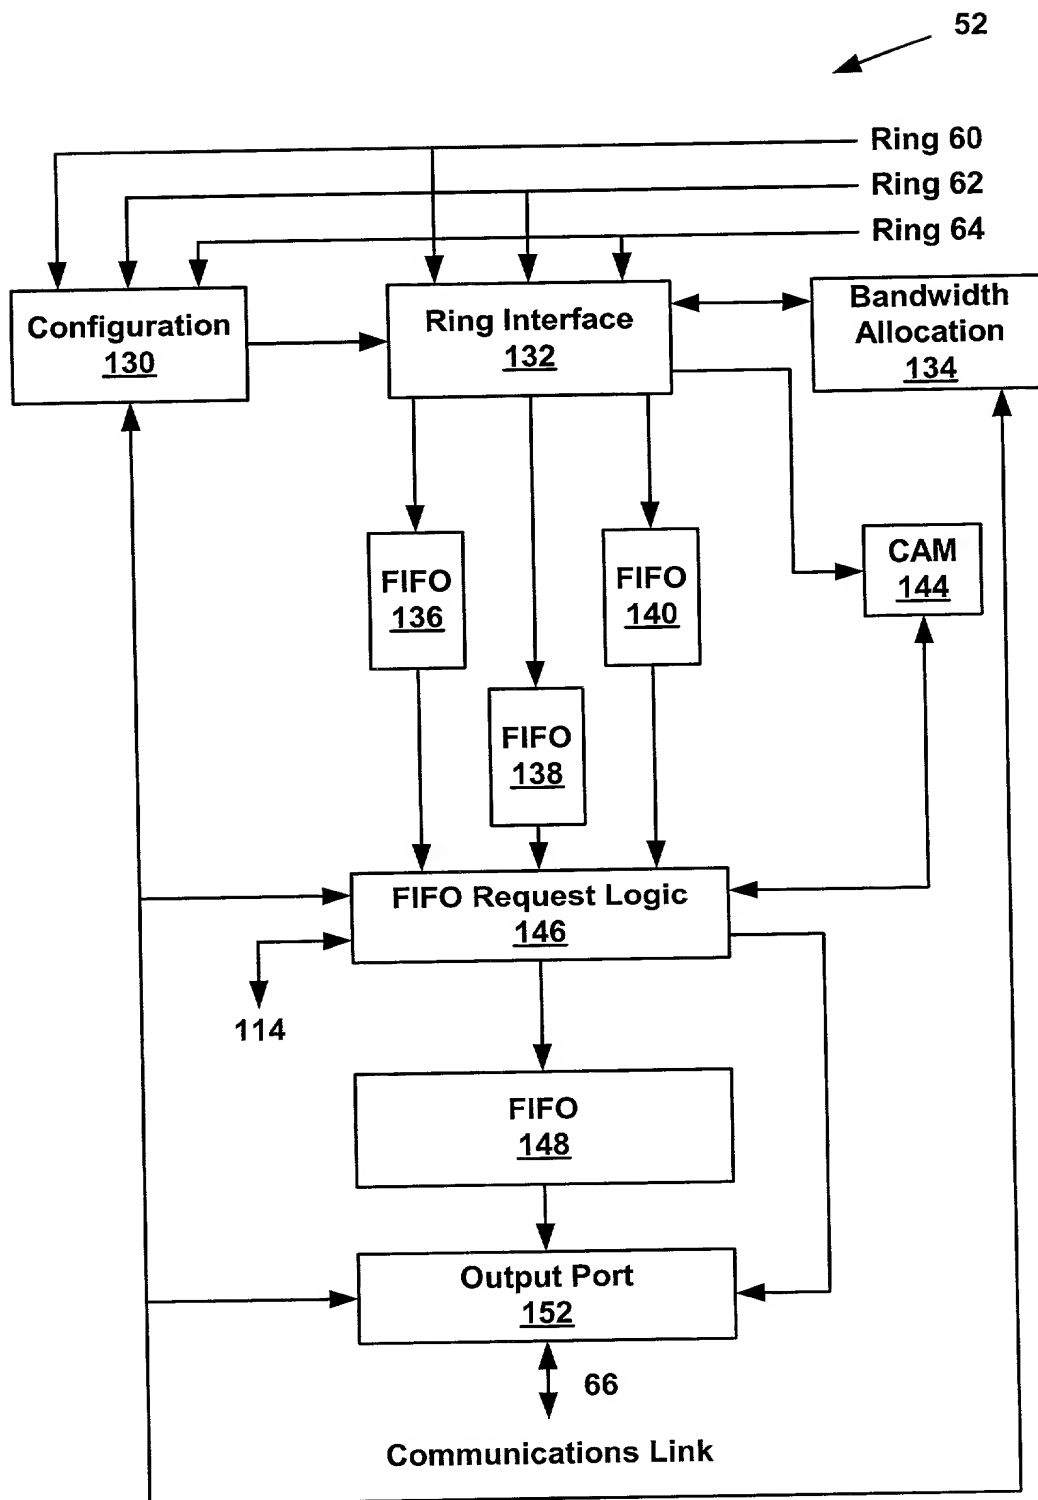 52
Ring 60
Ring 62
Ring 64
Configuration
130
Ring Interface
132
Bandwidth
Allocation
134
FIFO
136
FIFO
140
CAM
144
FIFO
138
FIFO Request Logic
146
114
FIFO
148
Output Port
152
66
Communications Link